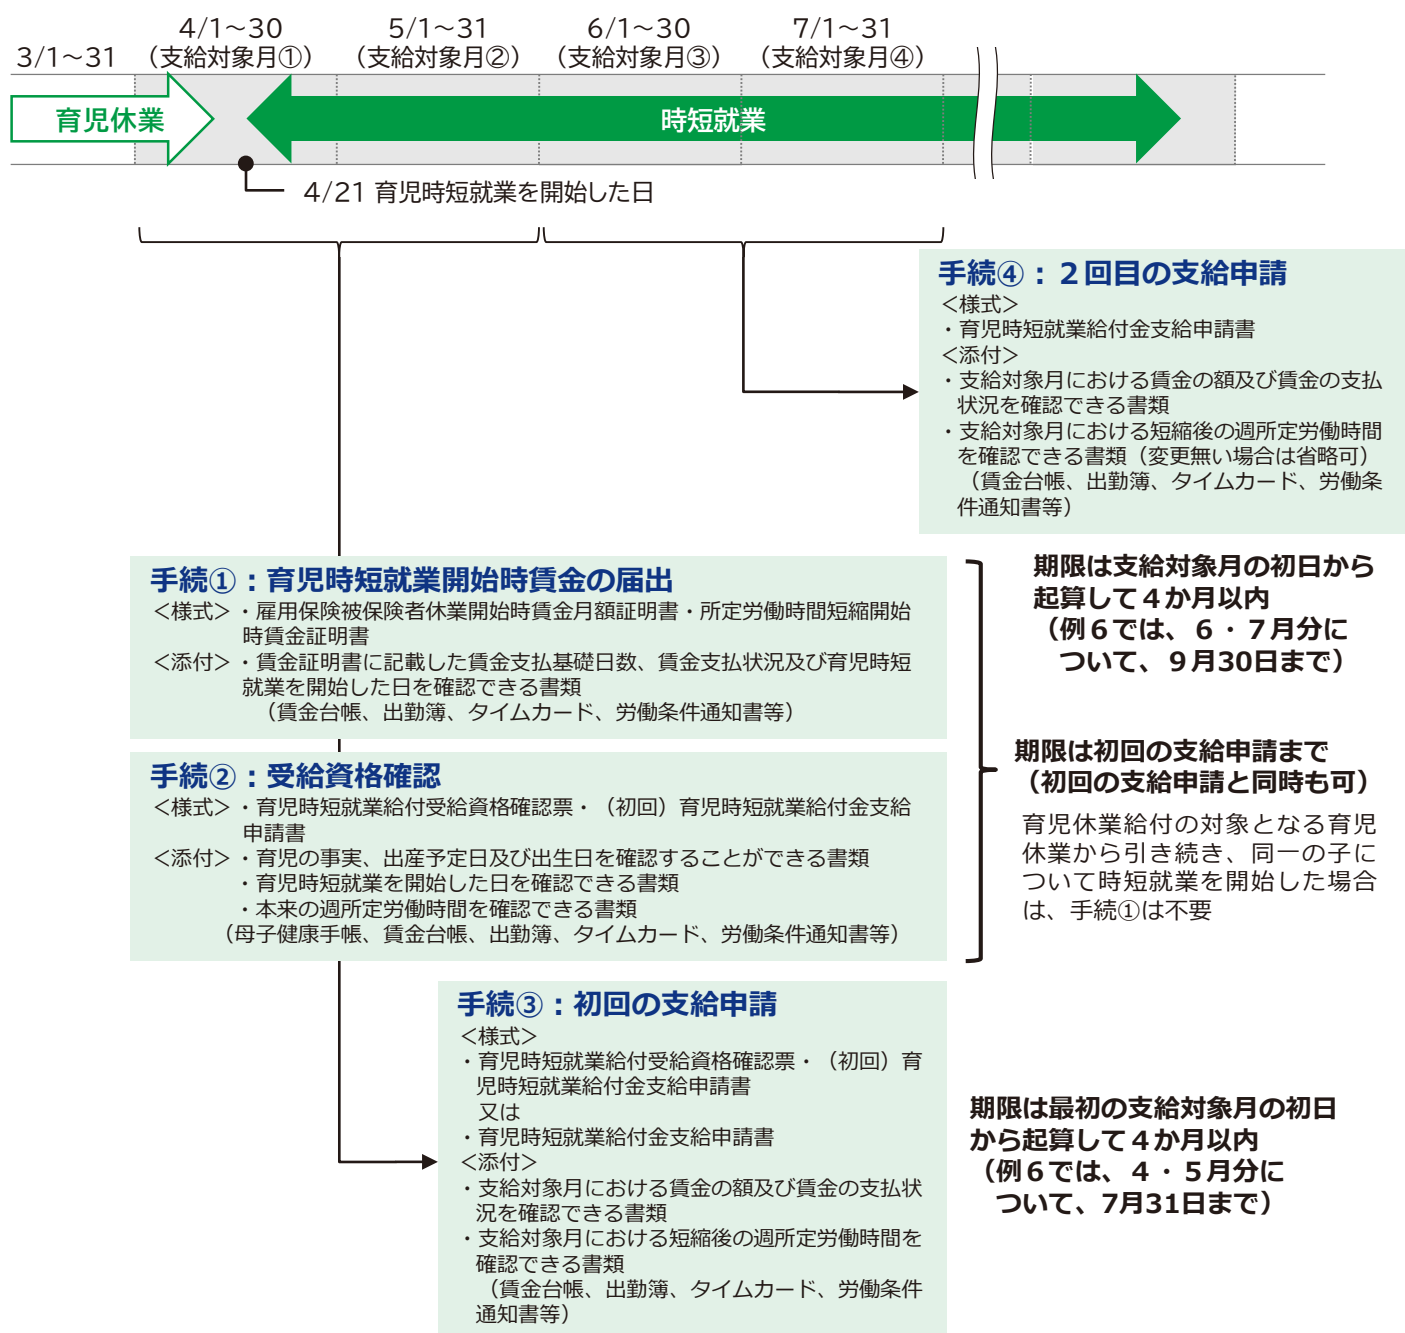 3/1～31
4/1～30
（支給対象月①）
5/1～31
（支給対象月②）
6/1～30
（支給対象月③）
7/1～31
（支給対象月④）
育児休業
時短就業
4/21 育児時短就業を開始した日
手続④：２回目の支給申請
＜様式＞
・育児時短就業給付金支給申請書
＜添付＞
・支給対象月における賃金の額及び賃金の支払
状況を確認できる書類
・支給対象月における短縮後の週所定労働時間
を確認できる書類（変更無い場合は省略可）
（賃金台帳、出勤簿、タイムカード、労働条
件通知書等）
期限は支給対象月の初日から
起算して４か月以内
（例６では、６・７月分に
ついて、９月30日まで）
手続①：育児時短就業開始時賃金の届出
＜様式＞・雇用保険被保険者休業開始時賃金月額証明書・所定労働時間短縮開始
時賃金証明書
＜添付＞・賃金証明書に記載した賃金支払基礎日数、賃金支払状況及び育児時短
就業を開始した日を確認できる書類
（賃金台帳、出勤簿、タイムカード、労働条件通知書等）
手続②：受給資格確認
＜様式＞・育児時短就業給付受給資格確認票・（初回）育児時短就業給付金支給
申請書
＜添付＞・育児の事実、出産予定日及び出生日を確認することができる書類
・育児時短就業を開始した日を確認できる書類
・本来の週所定労働時間を確認できる書類
（母子健康手帳、賃金台帳、出勤簿、タイムカード、労働条件通知書等）
期限は初回の支給申請まで
（初回の支給申請と同時も可）
育児休業給付の対象となる育児
休業から引き続き、同一の子に
ついて時短就業を開始した場合
は、手続①は不要
手続③：初回の支給申請
＜様式＞
・育児時短就業給付受給資格確認票・（初回）育
児時短就業給付金支給申請書
又は
・育児時短就業給付金支給申請書
＜添付＞
・支給対象月における賃金の額及び賃金の支払状
況を確認できる書類
・支給対象月における短縮後の週所定労働時間を
確認できる書類
（賃金台帳、出勤簿、タイムカード、労働条件
通知書等）
期限は最初の支給対象月の初日
から起算して４か月以内
（例６では、４・５月分に
ついて、7月31日まで）